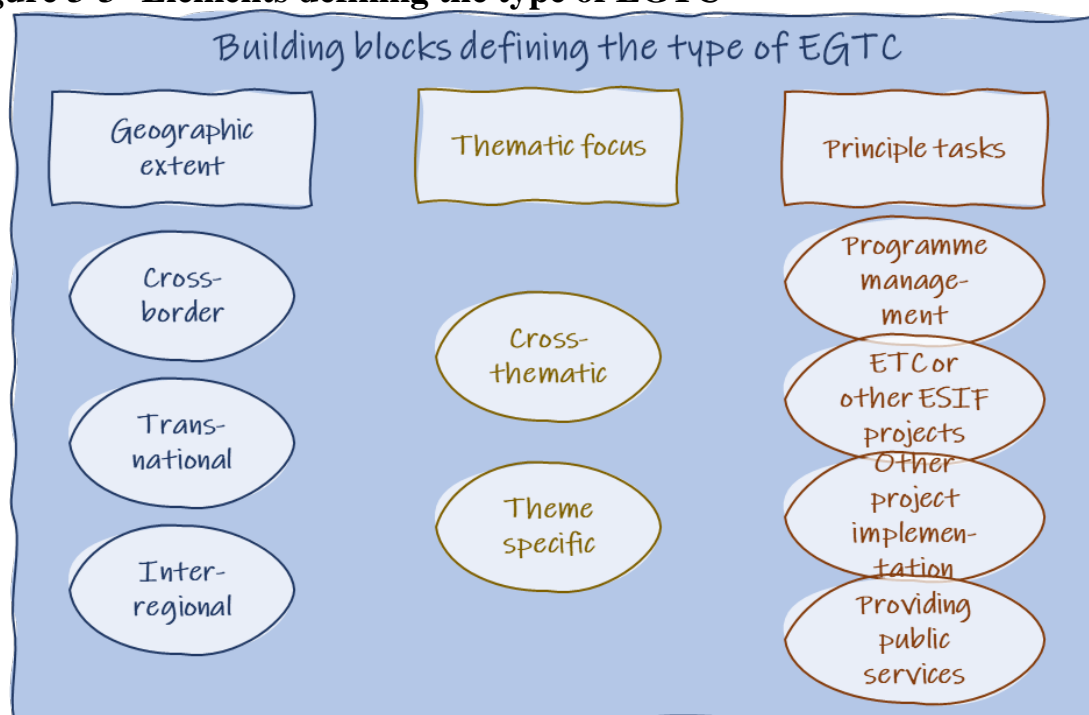 Building blocks defining the type of EGTC
Geographic
extent
Cross-
border
Trans-
national
Inter-
regional
Thematic focus
Cross-
thematic
Theme
specific
Principle tasks
Programme
manage-
ment
ETC or
other ESIF
projects
Other
project
implemen-
tation
Providing
public
services